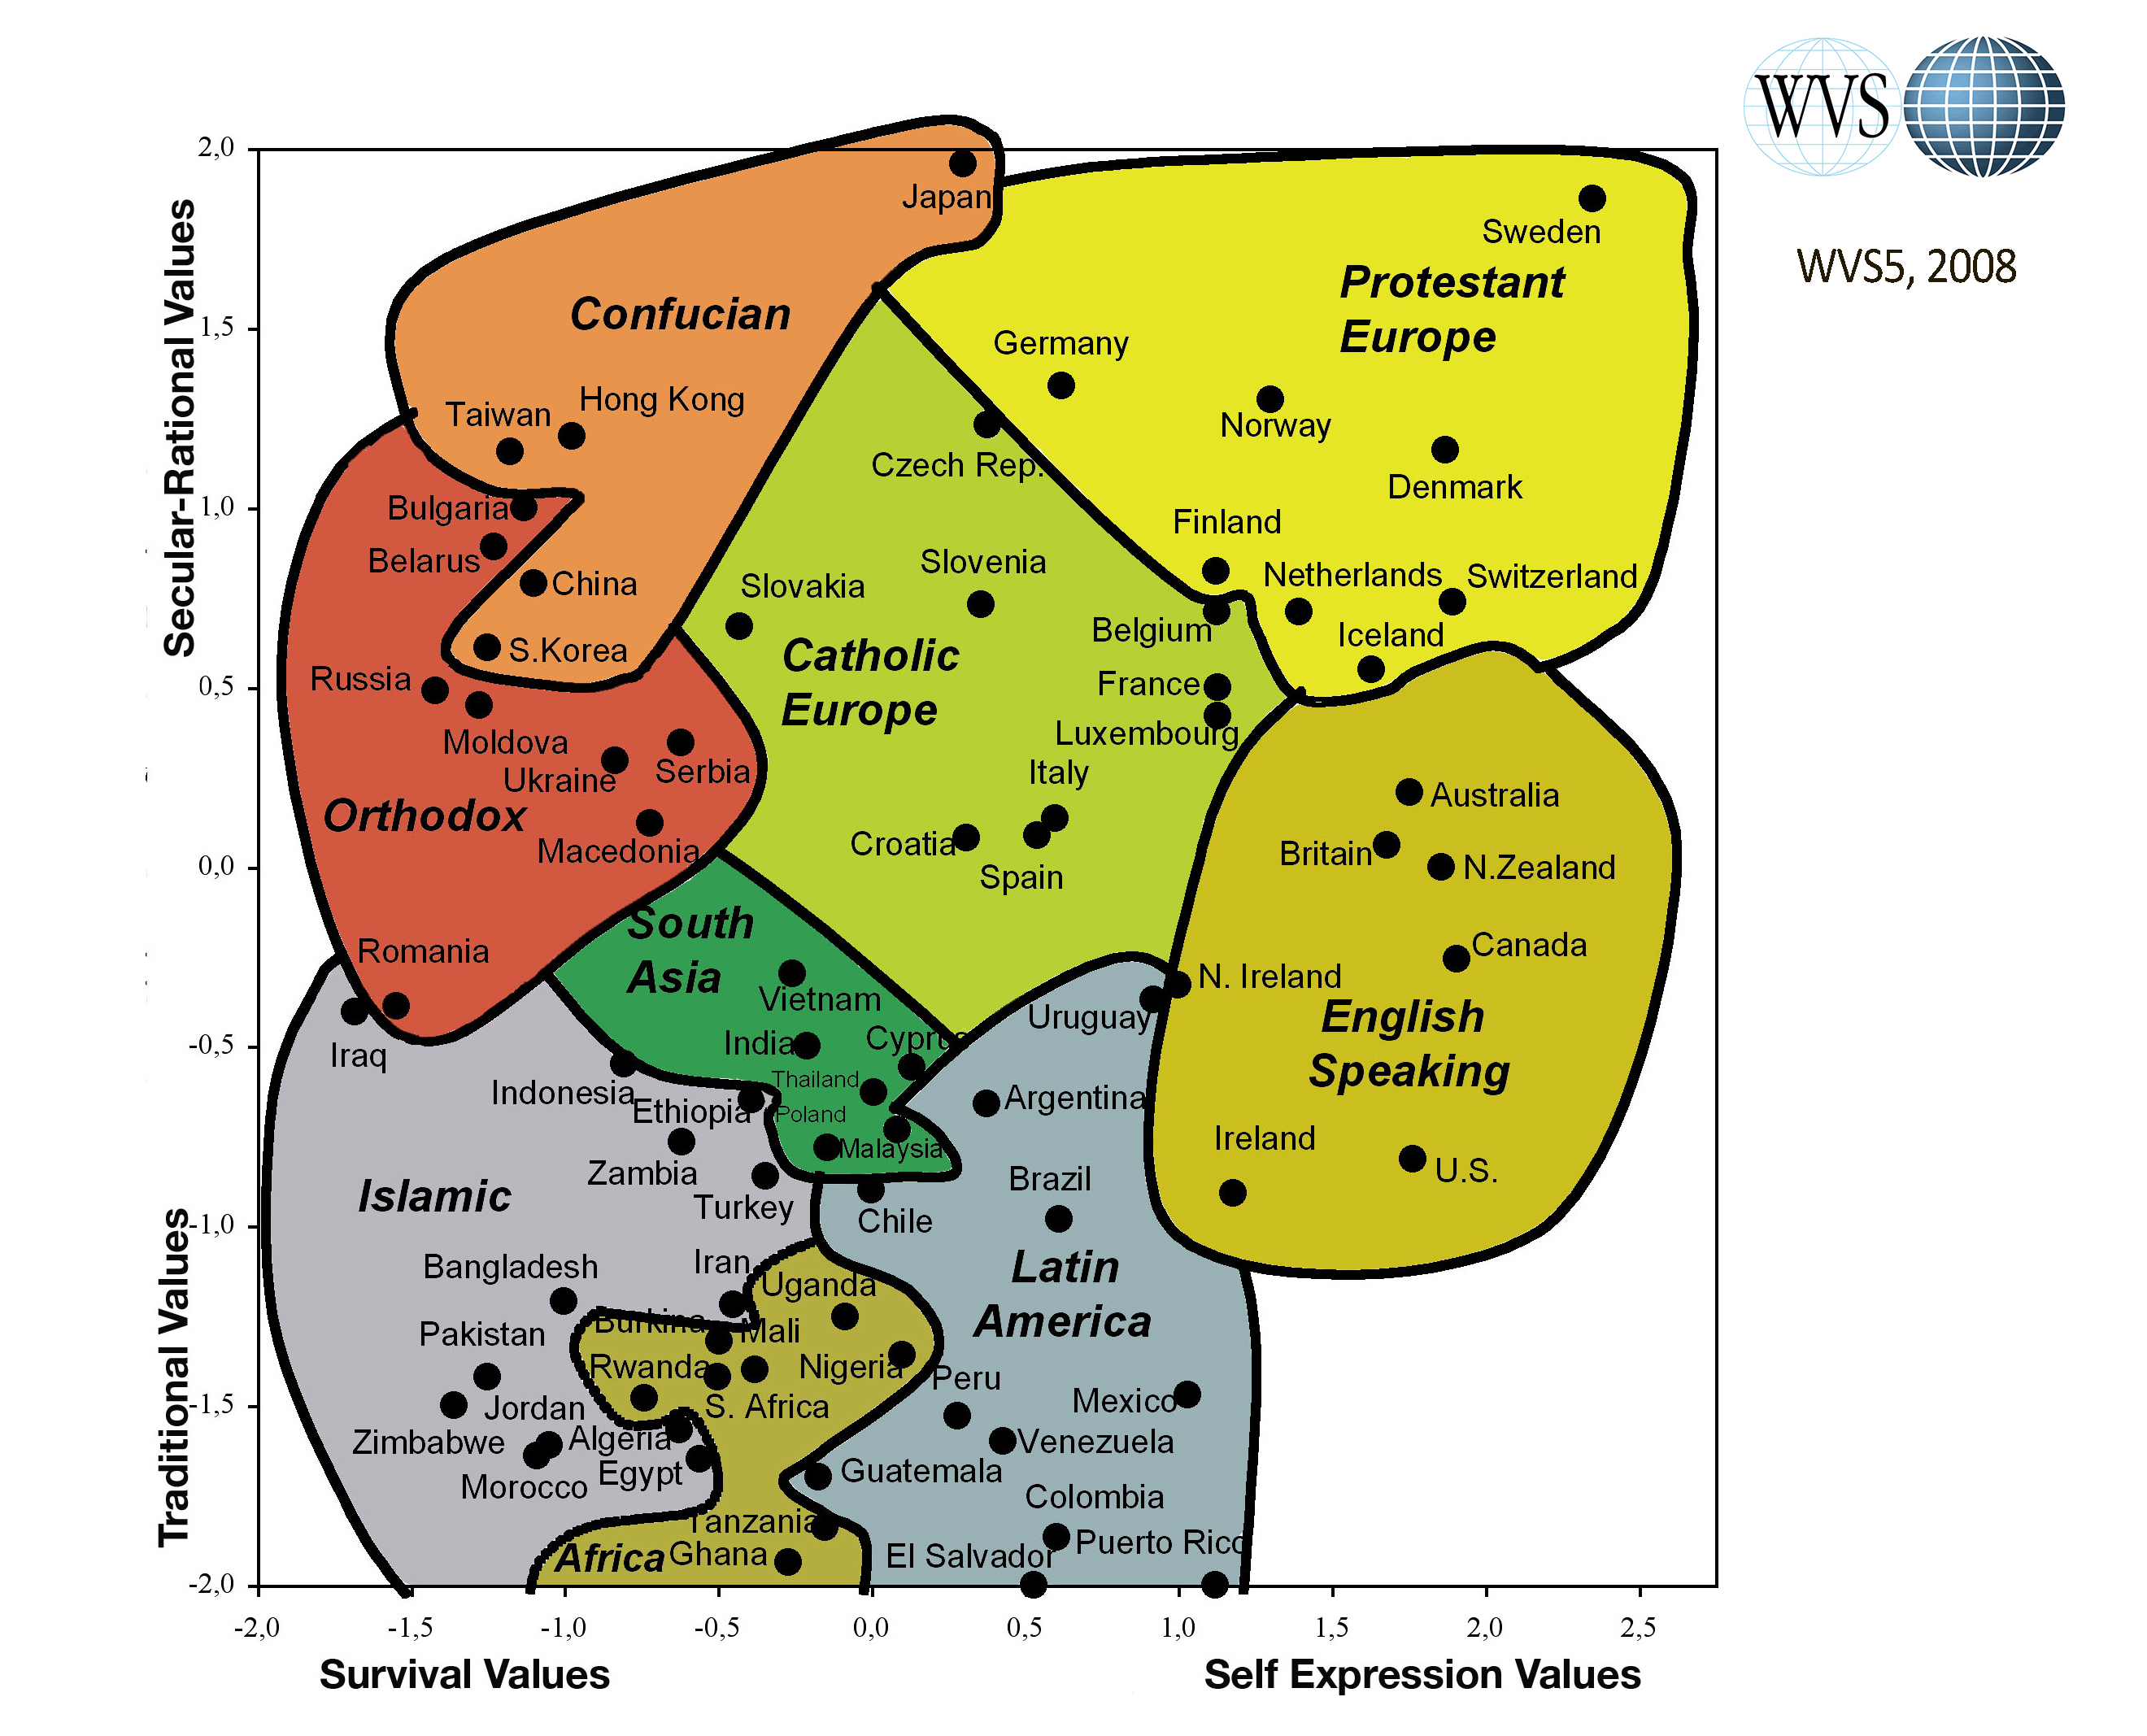 WVS
WVS5, 2008
Secular-Rational Values
Traditional Values
2,0
1,5
1,0
0,5
0,0
-0,5
-1,0
-1,5
-2,0
Japan
Sweden
Protestant
Europe
Confucian
Germany
Hong Kong
Taiwan
Norway
Czech Rep.
Denmark
Bulgaria
Finland
Belarus
Slovenia
China
Slovakia
Netherlands
Switzerland
Belgium
Iceland
S.Korea
Catholic
Europe
Russia
France
Moldova
Luxembourg
Ukraine
Serbia
Italy
Orthodox
Australia
Croatia
Macedonia
Britain
N.Zealand
Spain
South
Asia
Romania
Canada
N. Ireland
Vietnam
Uruguay
English
Speaking
India
Cyprus
Iraq
Thailand
Indonesia
Ethiopia
Poland
Argentina
Malaysia
Ireland
Zambia
U.S.
Brazil
Islamic
Turkey
Chile
Iran
Bangladesh
Latin
America
Uganda
Burkina
Mali
Pakistan
Rwanda
Nigeria
Peru
Jordan
S. Africa
Mexico
Zimbabwe
Algeria
Venezuela
Egypt
Guatemala
Morocco
Colombia
Tanzania
Puerto Rico
Africa
Ghana
El Salvador
-2,0
-1,5
-1,0
-0,5
0,0
0,5
1,0
1,5
2,0
2,5
Survival Values
Self Expression Values